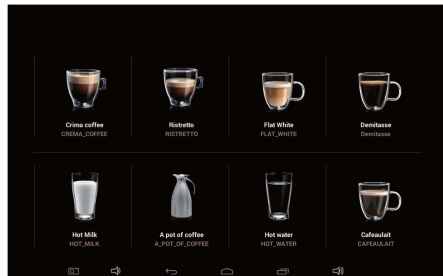 Crima coffee
CREMA_COFFEE
Ristretto
RISTRETTO
Flat White
FLAT_WHITE
Demitasse
Demitasse
Hot Milk
HOT_MILK
A pot of coffee
A_POT_OF_COFFEE
Hot water
HOT_WATER
Cafeaulait
CAFEAULAIT